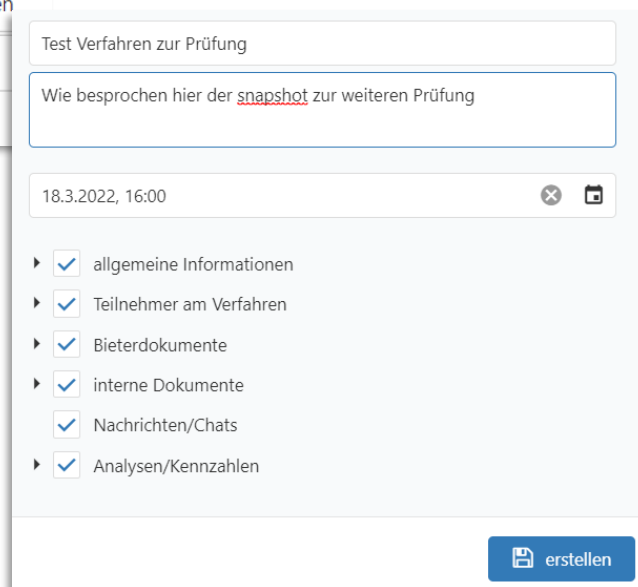 en
Test Verfahren zur Prüfung
Wie besprochen hier der snapshot zur weiteren Prüfung
18.3.2022, 16:00
allgemeine Informationen
Teilnehmer am Verfahren
Bieterdokumente
interne Dokumente
Nachrichten/Chats
Analysen/Kennzahlen
erstellen